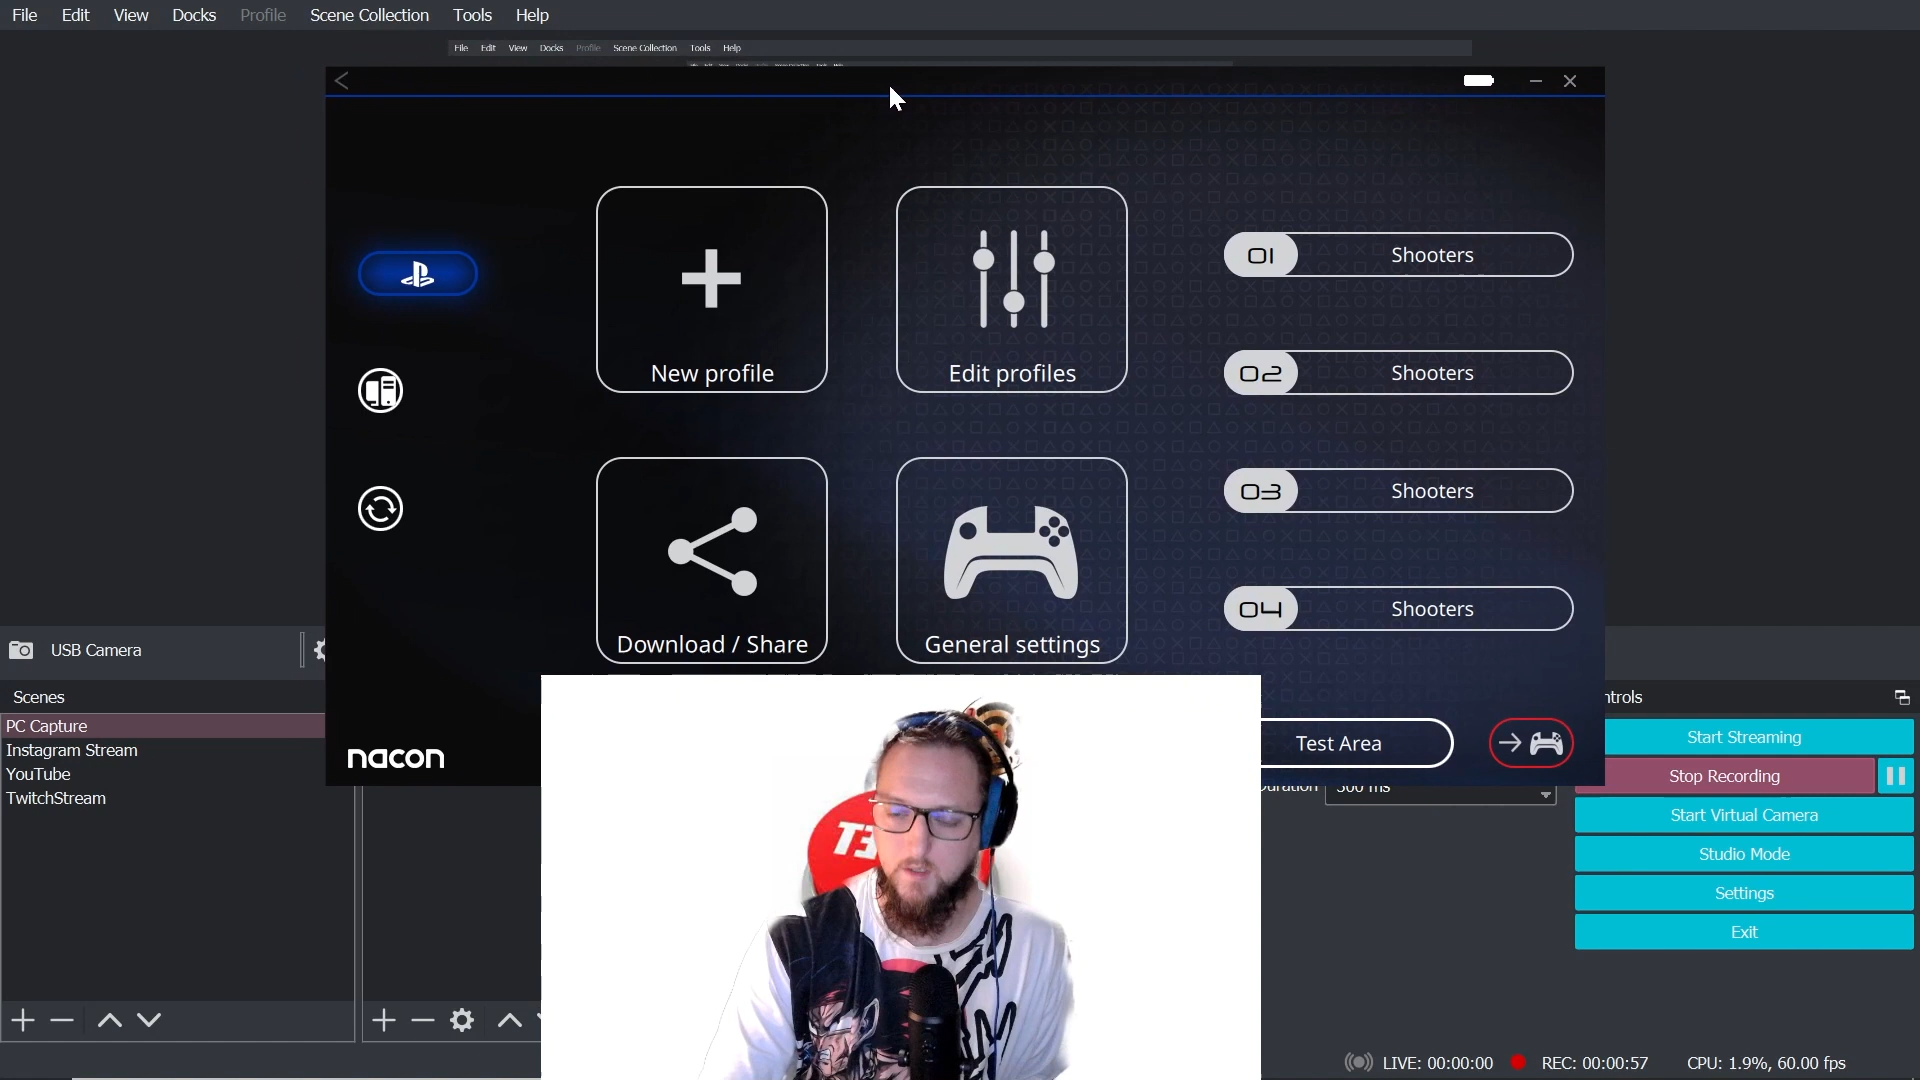 File Edit View Docks Profile Scene Collection Tools Help
File Edit View Docks Profile Scene Collection Tools Help
New profile
Edit profiles
Download / Share
General settings
01 Shooters
02 Shooters
03 Shooters
04 Shooters
nacon
Test Area
USB Camera
Scenes
PC Capture
Instagram Stream
YouTube
TwitchStream
ntrols
Start Streaming
Stop Recording
Start Virtual Camera
Studio Mode
Settings
Exit
LIVE: 00:00:00 REC: 00:00:57 CPU: 1.9%, 60.00 fps